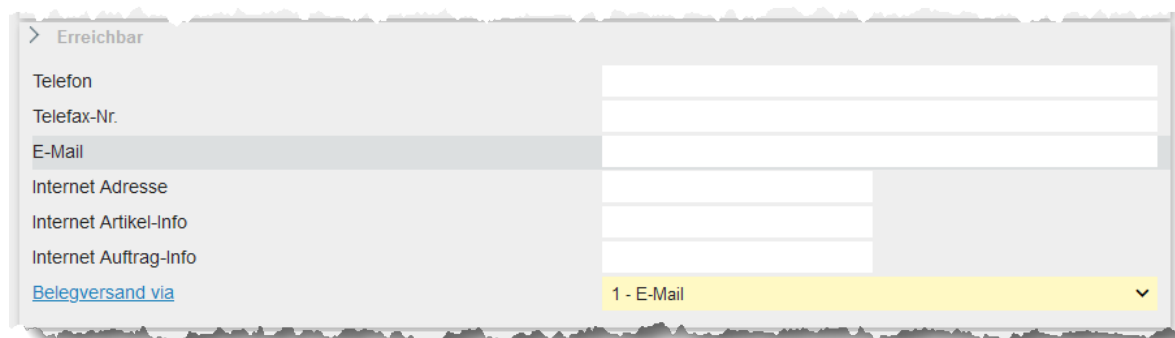 Erreichbar
Telefon
Telefax-Nr.
E-Mail
Internet Adresse
Internet Artikel-Info
Internet Auftrag-Info
Belegversand via 1 - E-Mail